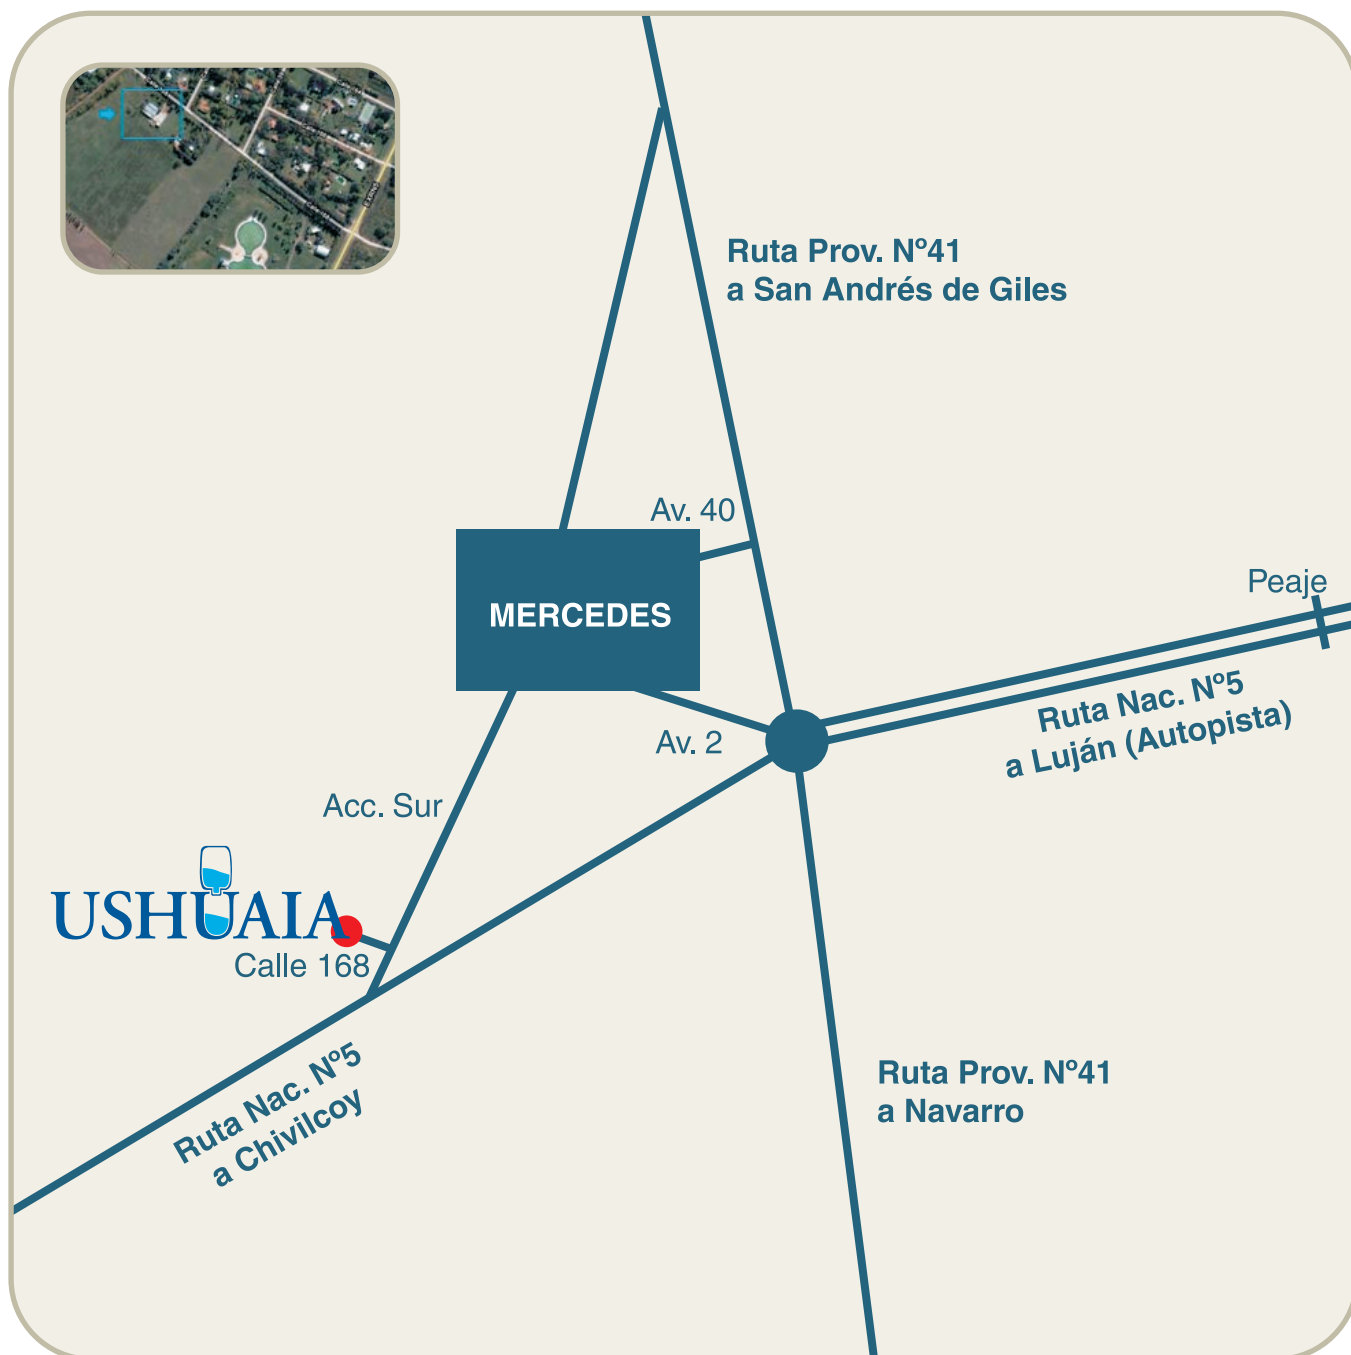 Ruta Prov. Nº41
a San Andrés de Giles
Av. 40
MERCEDES
Peaje
Ruta Nac. Nº5
a Luján (Autopista)
Av. 2
Acc. Sur
USHUAIA
Calle 168
Ruta Nac. Nº5
a Chivilcoy
Ruta Prov. Nº41
a Navarro